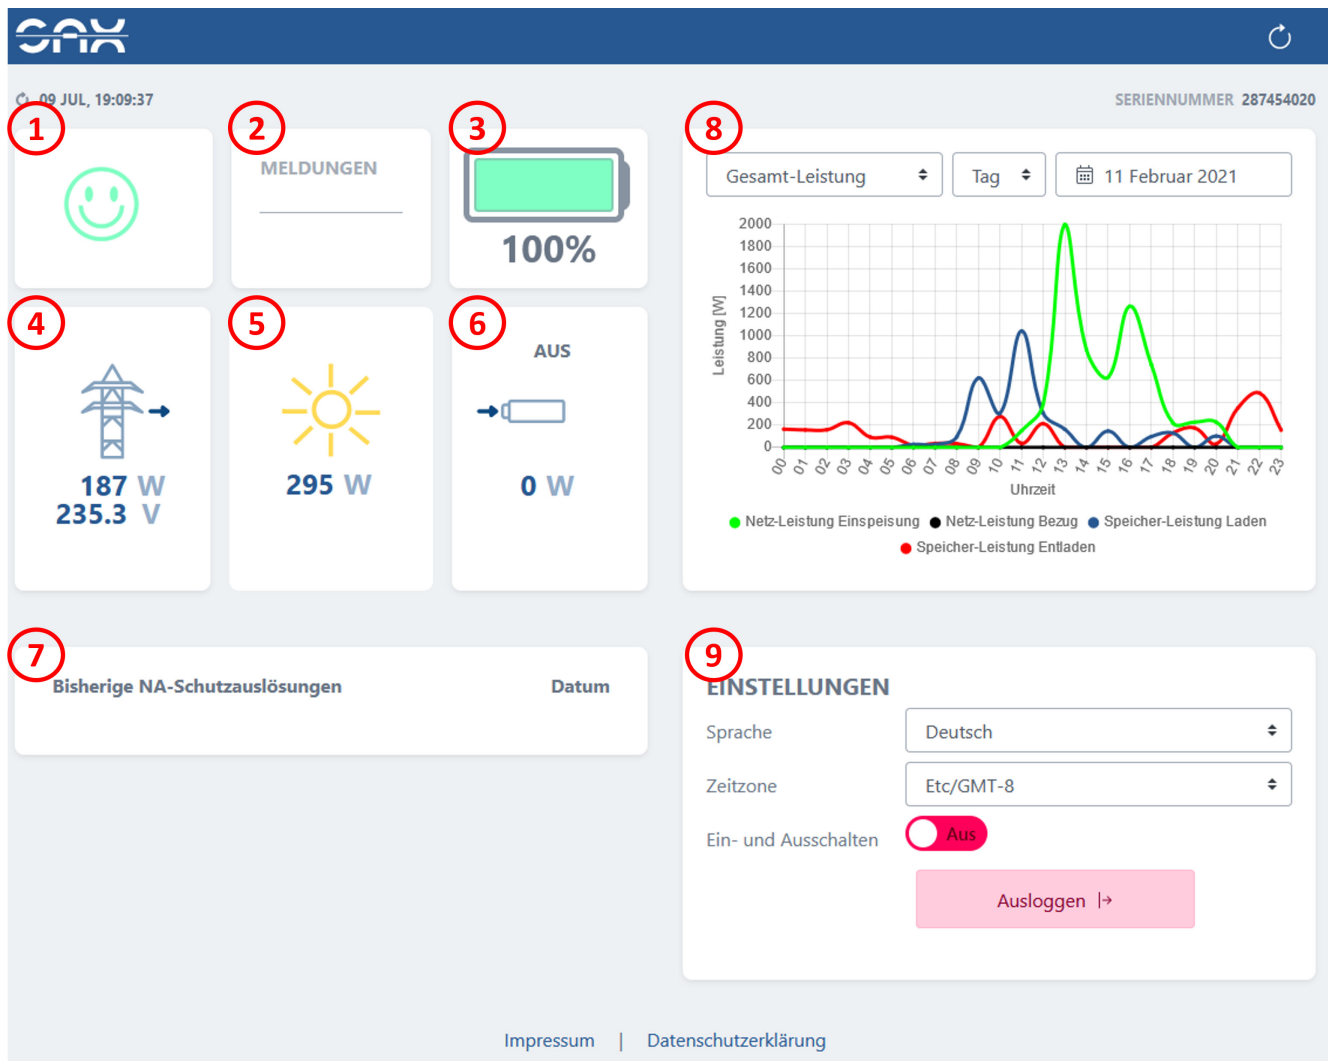 SAX
09 JUL, 19:09:37
SERIENNUMMER 287454020
1
2
MELDUNGEN
3
100%
4
187 W
235.3 V
5
295 W
6
AUS
0 W
8
Gesamt-Leistung
Tag
11 Februar 2021
2000
1800
1600
1400
1200
1000
800
600
400
200
0
Leistung [W]
00 01 02 03 04 05 06 07 08 09 10 11 12 13 14 15 16 17 18 19 20 21 22 23
Uhrzeit
Netz-Leistung Einspeisung Netz-Leistung Bezug Speicher-Leistung Laden
Speicher-Leistung Entladen
7
Bisherige NA-Schutzauslösungen Datum
9
EINSTELLUNGEN
Sprache Deutsch
Zeitzone Etc/GMT-8
Ein- und Ausschalten Aus
Ausloggen
Impressum | Datenschutzerklärung